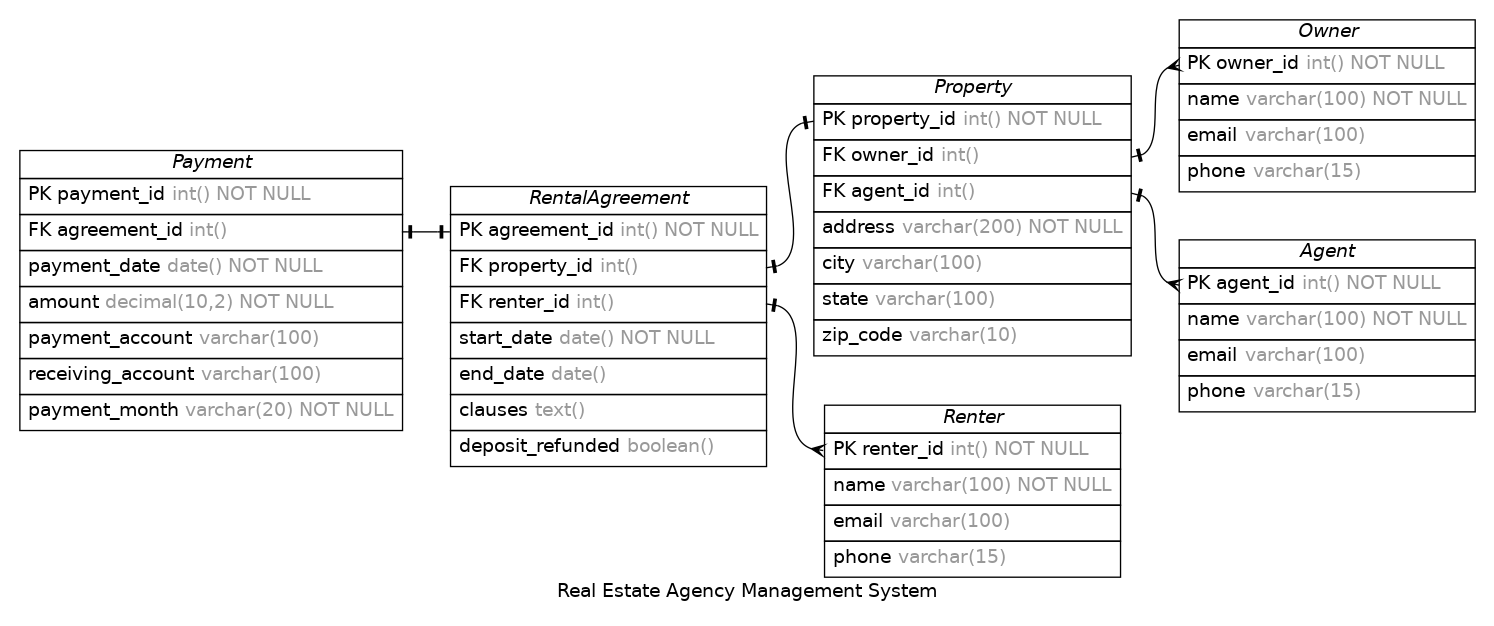 Payment
PK payment_id int() NOT NULL
FK agreement_id int()
payment_date date() NOT NULL
amount decimal(10,2) NOT NULL
payment_account varchar(100)
receiving_account varchar(100)
payment_month varchar(20) NOT NULL
RentalAgreement
PK agreement_id int() NOT NULL
FK property_id int()
FK renter_id int()
start_date date() NOT NULL
end_date date()
clauses text()
deposit_refunded boolean()
Property
PK property_id int() NOT NULL
FK owner_id int()
FK agent_id int()
address varchar(200) NOT NULL
city varchar(100)
state varchar(100)
zip_code varchar(10)
Renter
PK renter_id int() NOT NULL
name varchar(100) NOT NULL
email varchar(100)
phone varchar(15)
Owner
PK owner_id int() NOT NULL
name varchar(100) NOT NULL
email varchar(100)
phone varchar(15)
Agent
PK agent_id int() NOT NULL
name varchar(100) NOT NULL
email varchar(100)
phone varchar(15)
Real Estate Agency Management System